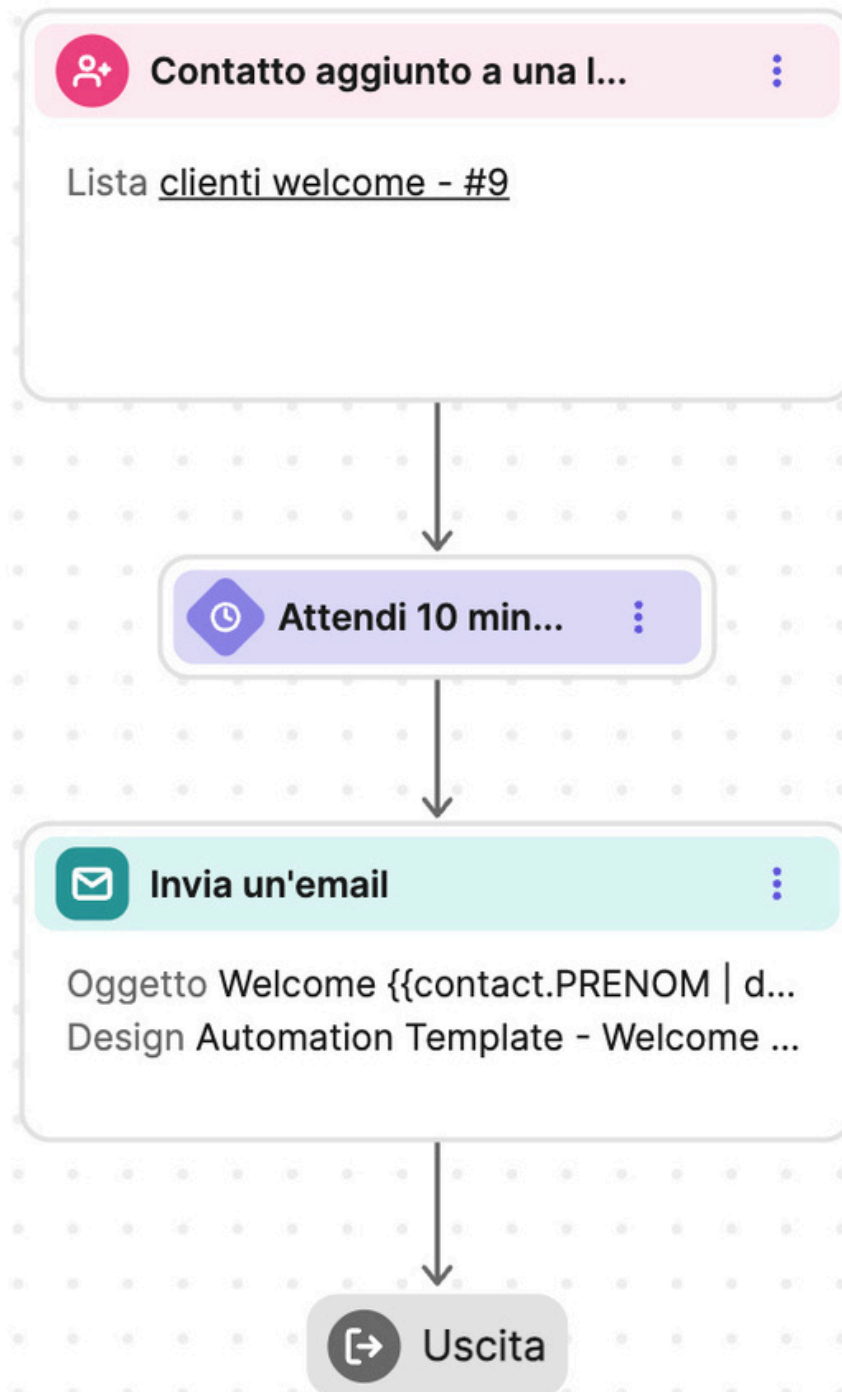 Contatto aggiunto a una l...
Lista clienti welcome - #9
Attendi 10 min...
Invia un'email
Oggetto Welcome {{contact.PRENOM | d...
Design Automation Template - Welcome ...
Uscita